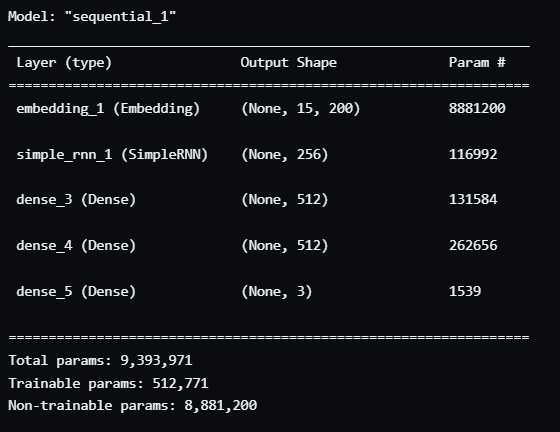 Model: "sequential_1"
Layer (type) Output Shape Param #
embedding_1 (Embedding) (None, 15, 200) 8881200
simple_rnn_1 (SimpleRNN) (None, 256) 116992
dense_3 (Dense) (None, 512) 131584
dense_4 (Dense) (None, 512) 262656
dense_5 (Dense) (None, 3) 1539
Total params: 9,393,971
Trainable params: 512,771
Non-trainable params: 8,881,200